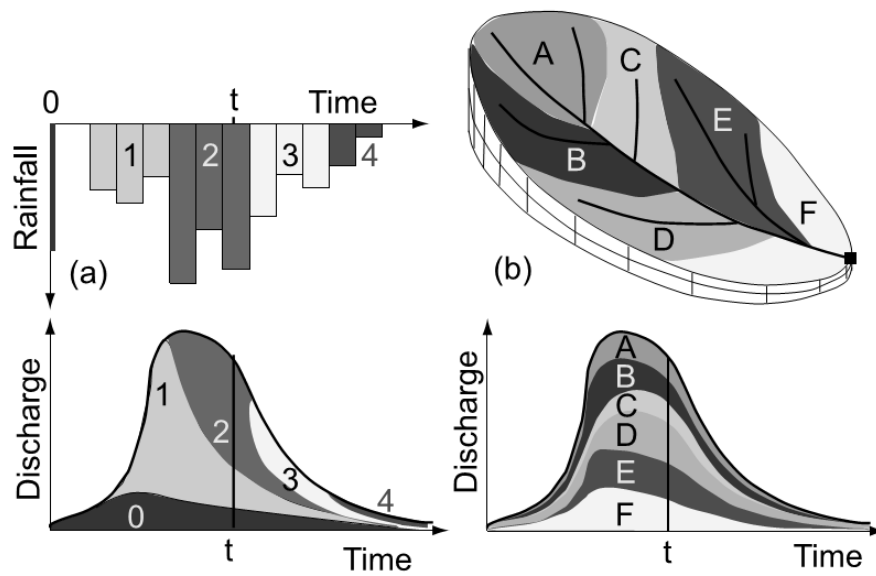 0 t Time
Rainfall
1 2 3 4
(a)
A C
E
B
D F
(b)
Discharge
1
2
3
4
0
t Time
Discharge
A
B
C
D
E
F
t Time